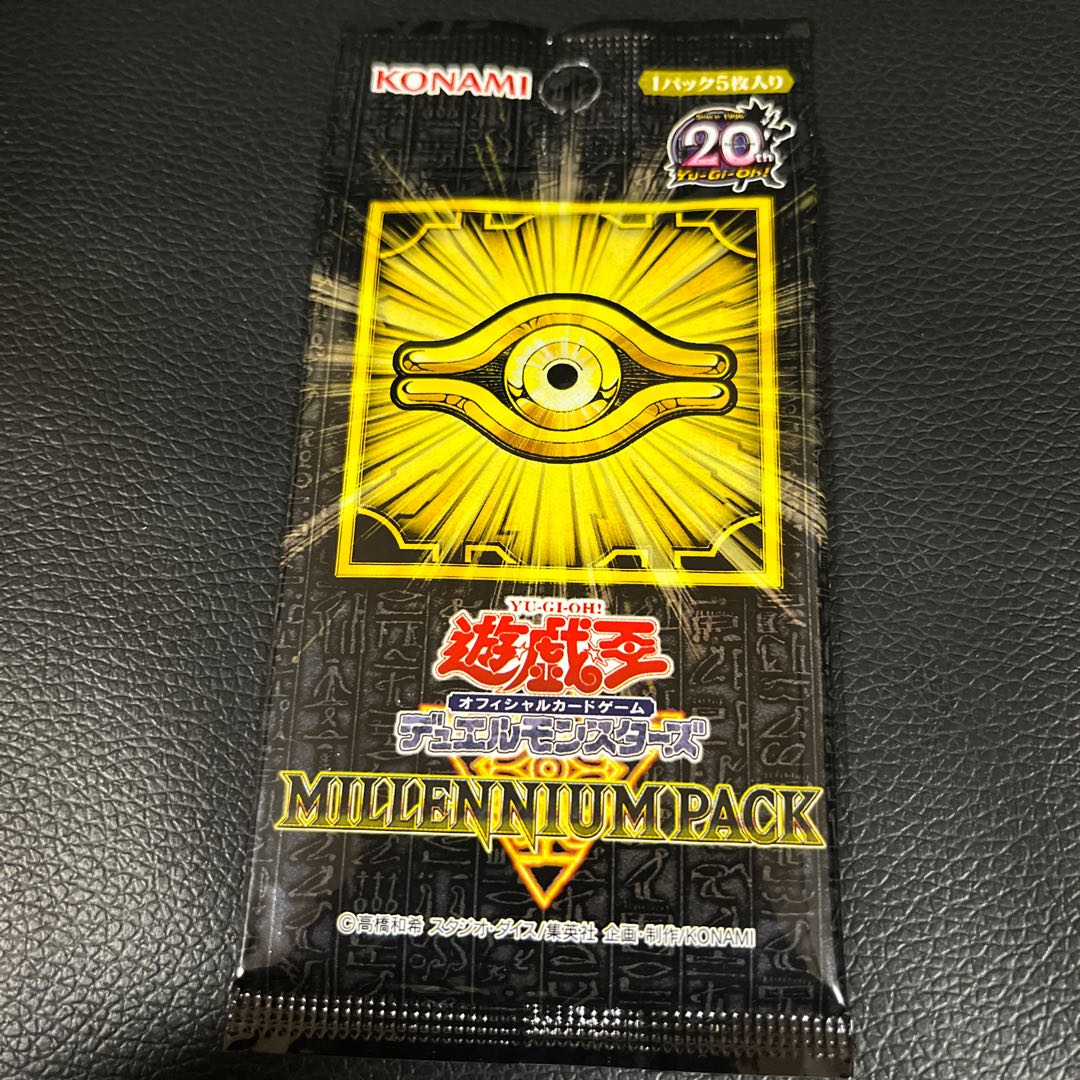 KONAMI
1パック5枚入り
Since 1996
20th
Yu-Gi-Oh!
YU-GI-OH!
遊☆戯☆王
オフィシャルカードゲーム
デュエルモンスターズ
MILLENNIUM PACK
©高橋和希 スタジオ・ダイス/集英社 企画・制作/KONAMI